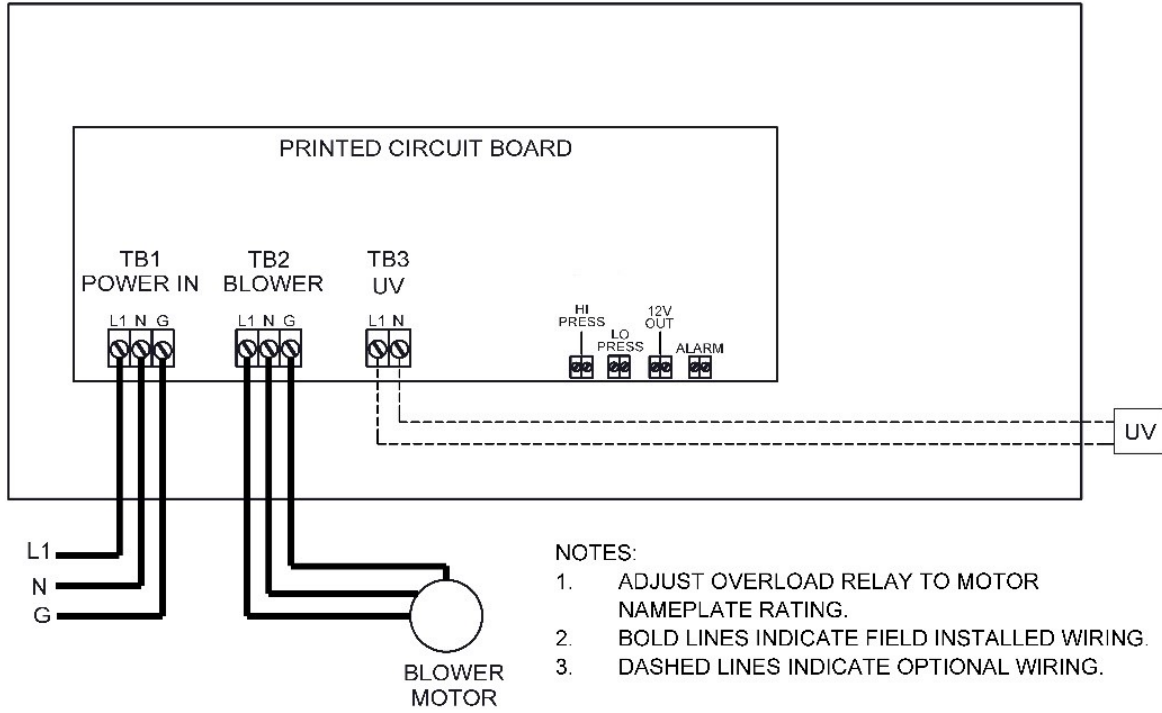 PRINTED CIRCUIT BOARD
TB1
POWER IN
L1 N G
TB2
BLOWER
L1 N G
TB3
UV
L1 N
HI
PRESS
LO
PRESS
12V
OUT
ALARM
UV
L1
N
G
BLOWER
MOTOR
NOTES:
1. ADJUST OVERLOAD RELAY TO MOTOR
NAMEPLATE RATING.
2. BOLD LINES INDICATE FIELD INSTALLED WIRING.
3. DASHED LINES INDICATE OPTIONAL WIRING.